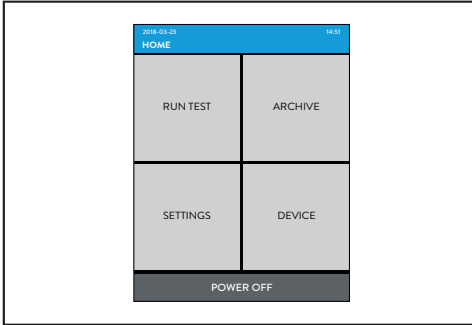 2018-03-23 14:51
HOME
RUN TEST ARCHIVE
SETTINGS DEVICE
POWER OFF